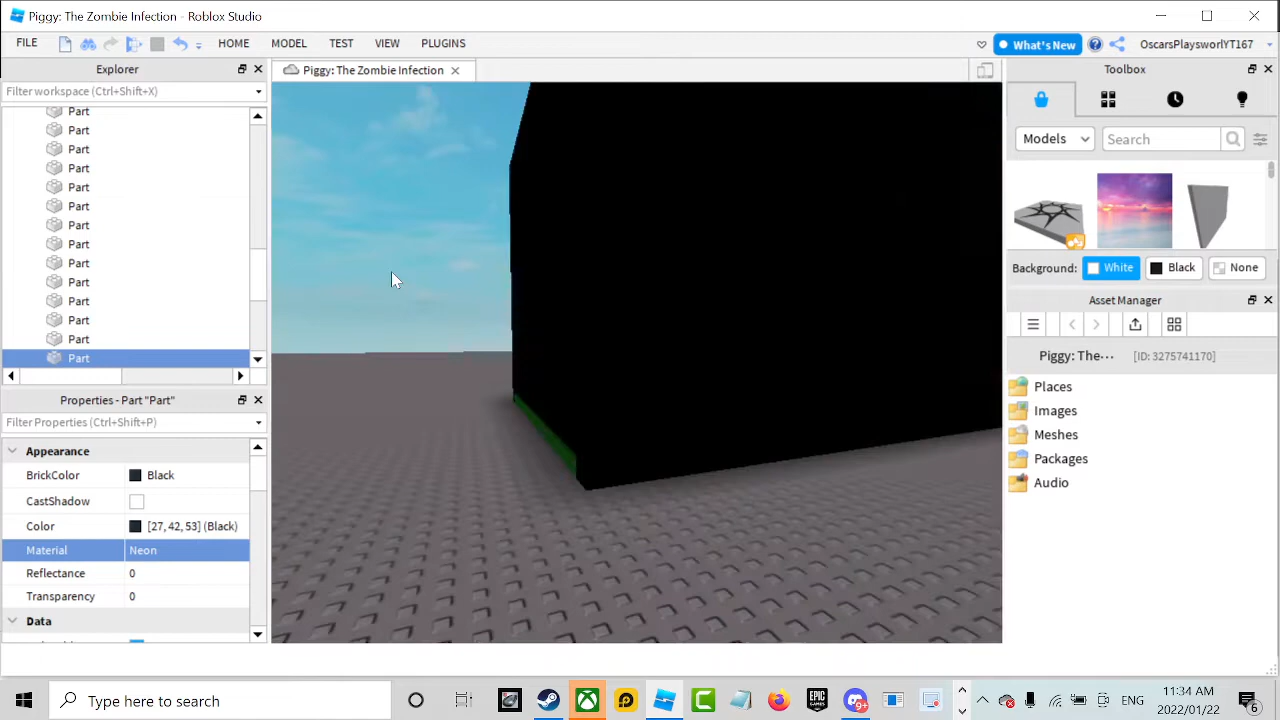 Piggy: The Zombie Infection - Roblox Studio
FILE HOME MODEL TEST VIEW PLUGINS What's New OscarsPlaysworlYT167
Explorer
Filter workspace (Ctrl+Shift+X)
Part
Part
Part
Part
Part
Part
Part
Part
Part
Part
Part
Part
Part
Part
Properties - Part "Part"
Filter Properties (Ctrl+Shift+P)
Appearance
BrickColor Black
CastShadow
Color [27, 42, 53] (Black)
Material Neon
Reflectance 0
Transparency 0
Data
Piggy: The Zombie Infection
Toolbox
Models Search
Background: White Black None
Asset Manager
Piggy: The··· [ID: 3275741170]
Places
Images
Meshes
Packages
Audio
Type here to search
EPIC GAMES
ENG
11:34 AM
2022/01/22
6